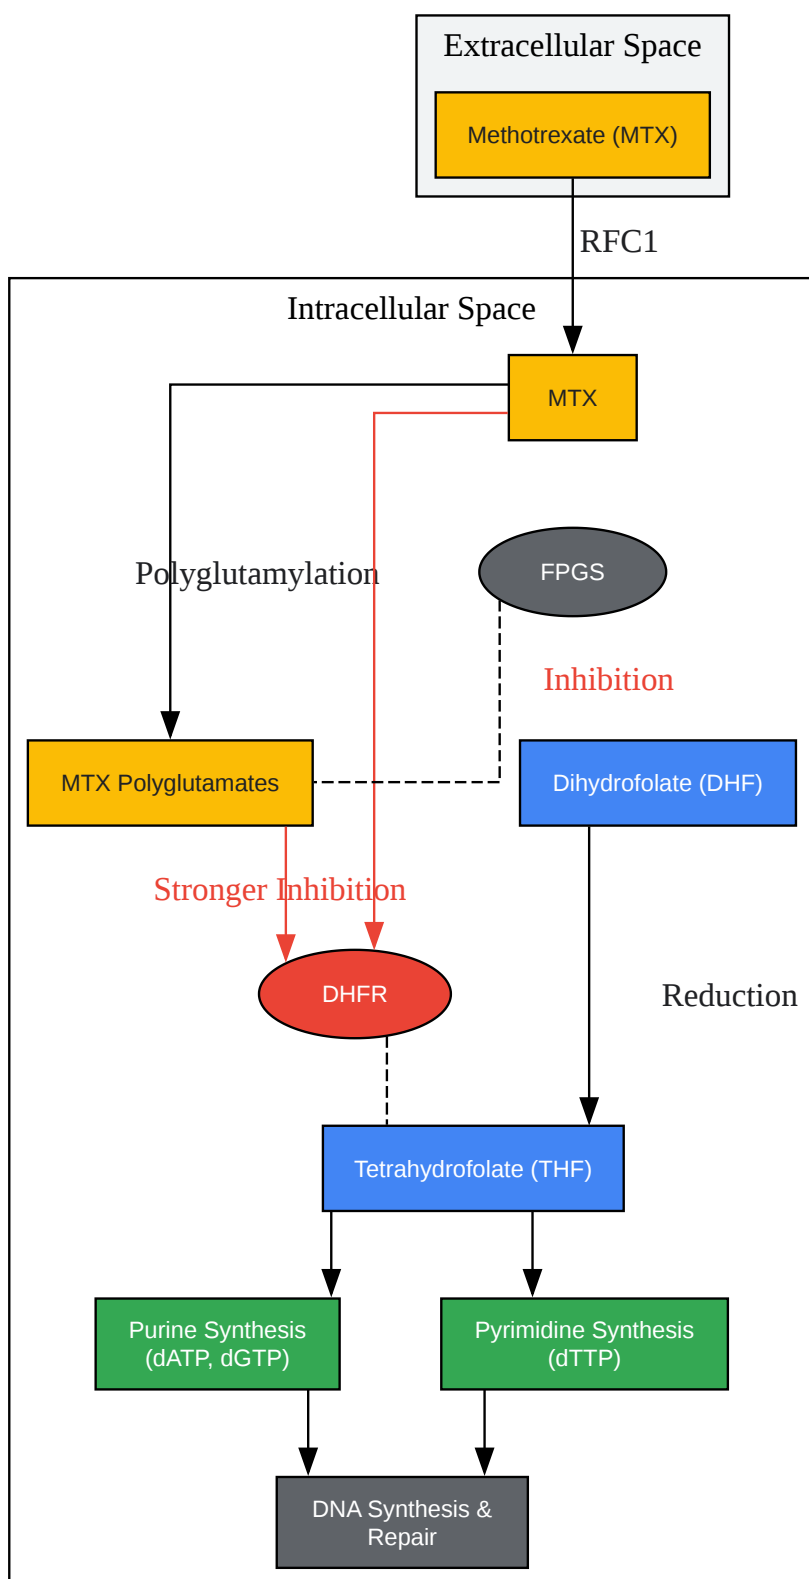 Extracellular Space
Methotrexate (MTX)
RFC1
Intracellular Space
MTX
Polyglutamylation
FPGS
Inhibition
MTX Polyglutamates
Dihydrofolate (DHF)
Stronger Inhibition
DHFR
Reduction
Tetrahydrofolate (THF)
Purine Synthesis
(dATP, dGTP)
Pyrimidine Synthesis
(dTTP)
DNA Synthesis &
Repair